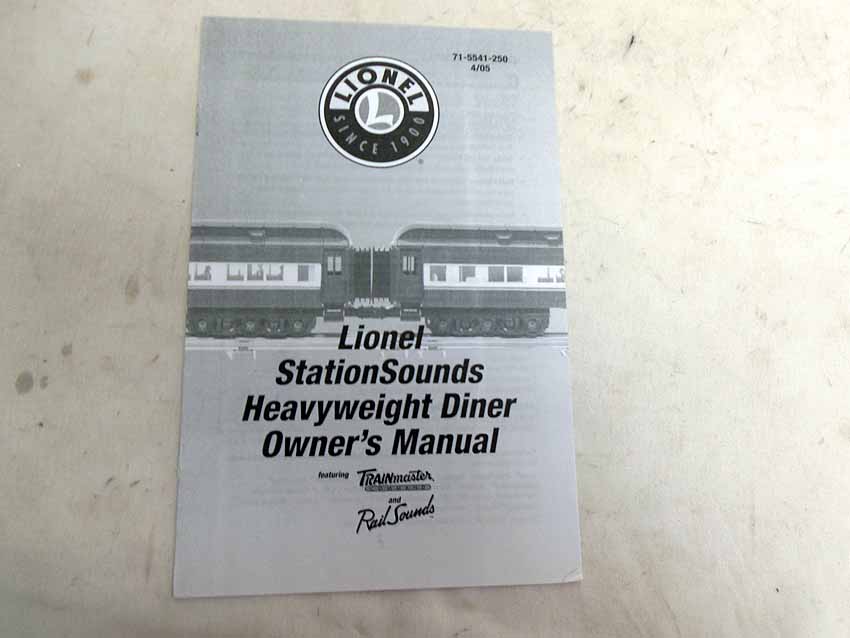 71-5541-250
4/05
LIONEL
L
SINCE 1900
®
Lionel
StationSounds
Heavyweight Diner
Owner's Manual
featuring TRAINmaster
and
RailSounds